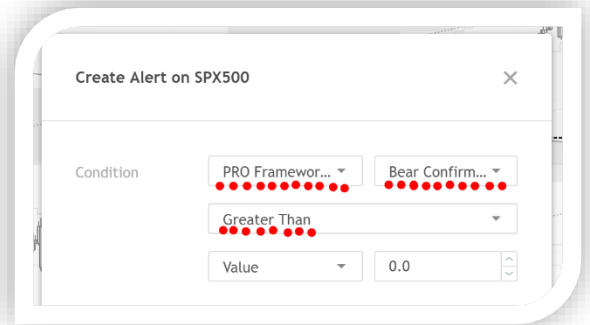 Create Alert on SPX500
Condition PRO Framewor... Bear Confirm...
Greater Than
Value 0.0